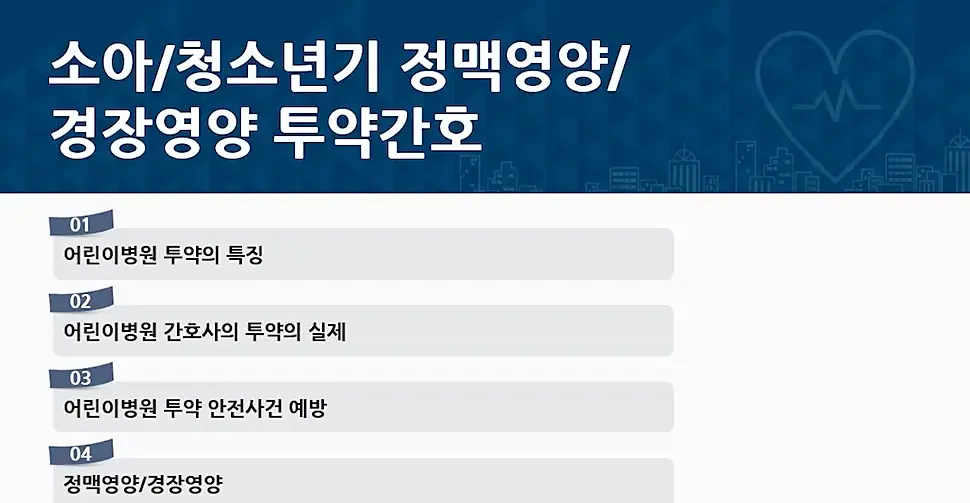 소아/청소년기 정맥영양/
경장영양 투약간호
01
어린이병원 투약의 특징
02
어린이병원 간호사의 투약의 실제
03
어린이병원 투약 안전사건 예방
04
정맥영양/경장영양